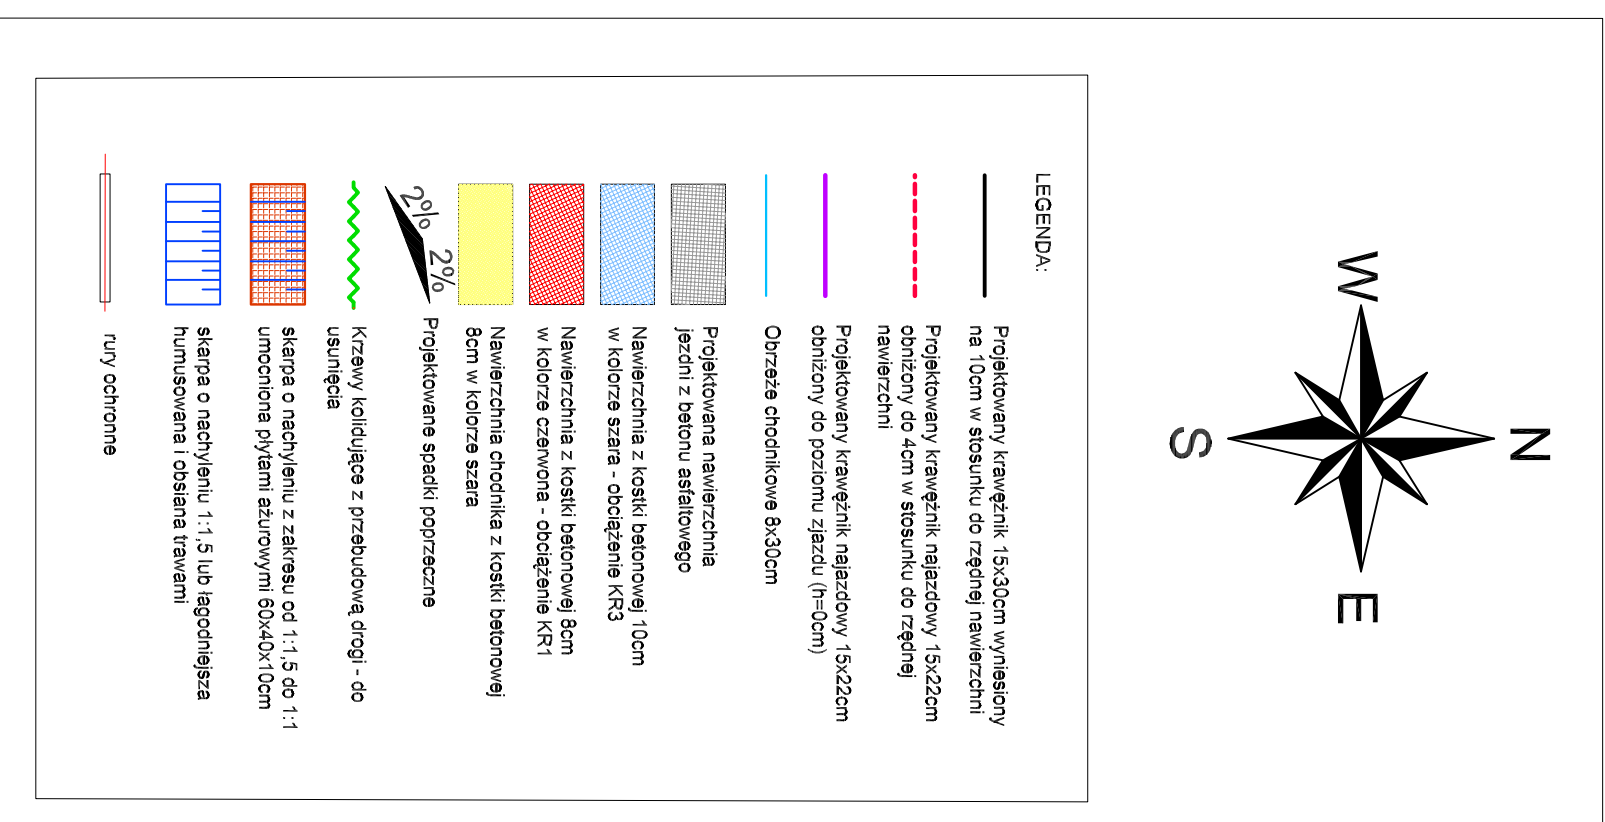 N
W
E
S
LEGENDA:
Projektowany krawężnik 15x30cm wyniesiony
na 10cm w stosunku do rzędnej nawierzchni
Projektowany krawężnik najazdowy 15x22cm
obniżony do 4cm w stosunku do rzędnej
nawierzchni
Projektowany krawężnik najazdowy 15x22cm
obniżony do poziomu zjazdu (h=0cm)
Obrzeże chodnikowe 8x30cm
Projektowana nawierzchnia
jezdni z betonu asfaltowego
Nawierzchnia z kostki betonowej 10cm
w kolorze szara - obciążenie KR3
Nawierzchnia z kostki betonowej 8cm
w kolorze czerwona - obciążenie KR1
Nawierzchnia chodnika z kostki betonowej
8cm w kolorze szara
2% 2%
Projektowane spadki poprzeczne
Krzewy kolidujące z przebudową drogi - do
usunięcia
skarpa o nachyleniu z zakresu od 1:1,5 do 1:1
umocniona płytami ażurowymi 60x40x10cm
skarpa o nachyleniu 1:1,5 lub łagodniejsza
humusowana i obsiana trawami
rury ochronne